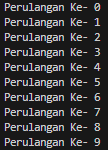 Perulangan Ke- 0
Perulangan Ke- 1
Perulangan Ke- 2
Perulangan Ke- 3
Perulangan Ke- 4
Perulangan Ke- 5
Perulangan Ke- 6
Perulangan Ke- 7
Perulangan Ke- 8
Perulangan Ke- 9